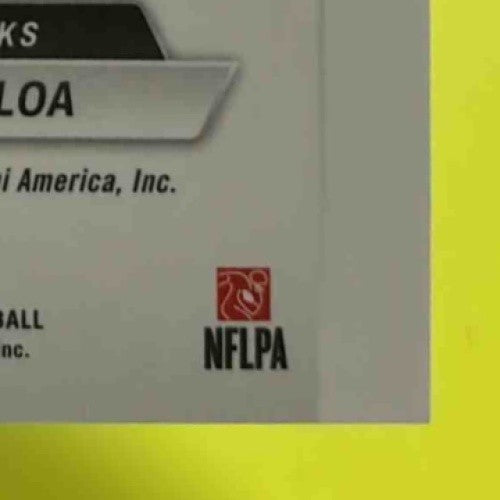 KS
LOA
i America, Inc.
BALL
nc.
NFLPA